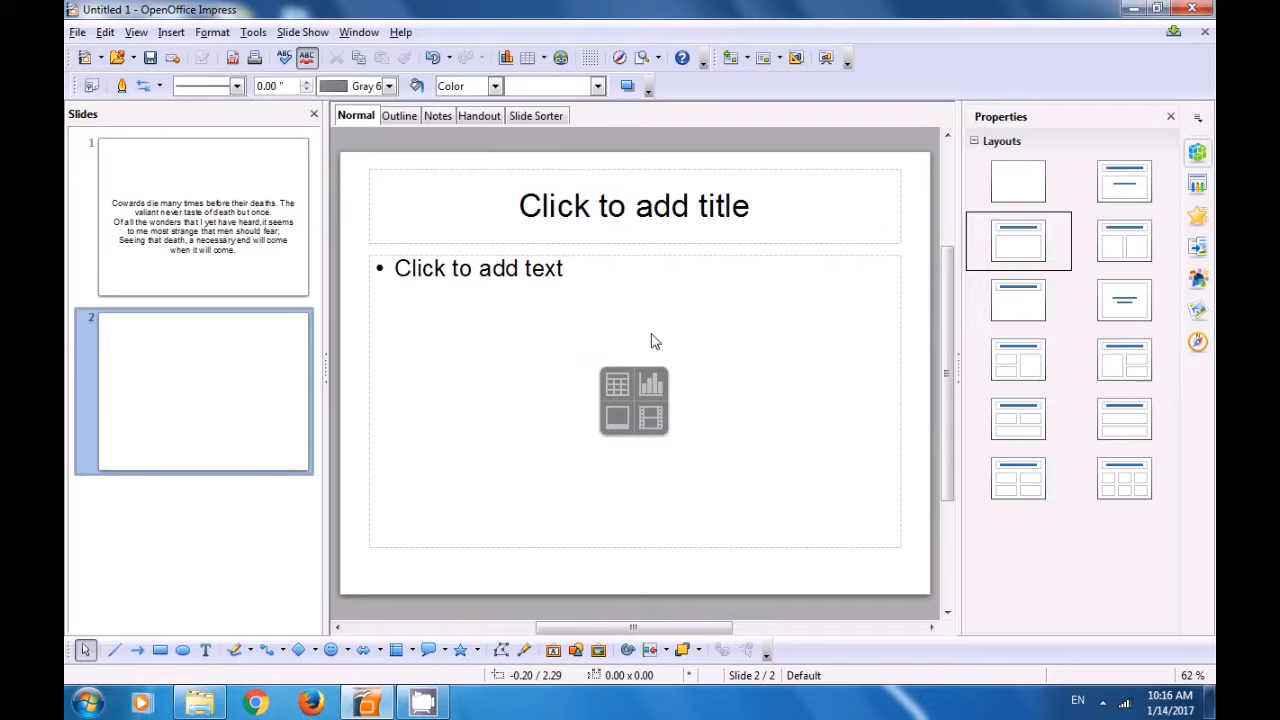 Untitled 1 - OpenOffice Impress
File Edit View Insert Format Tools Slide Show Window Help
ABC ABC
0.00 " Gray 6 Color
Slides
Normal Outline Notes Handout Slide Sorter
Properties
Layouts
1
Cowards die many times before their deaths. The
valiant never taste of death but once.
Of all the wonders that I yet have heard,it seems
to me most strange that men should fear;
Seeing that death, a necessary end will come
when it will come.
2
Click to add title
• Click to add text
T
-0.20 / 2.29 0.00 x 0.00 * Slide 2 / 2 Default 62 %
EN 10:16 AM
1/14/2017